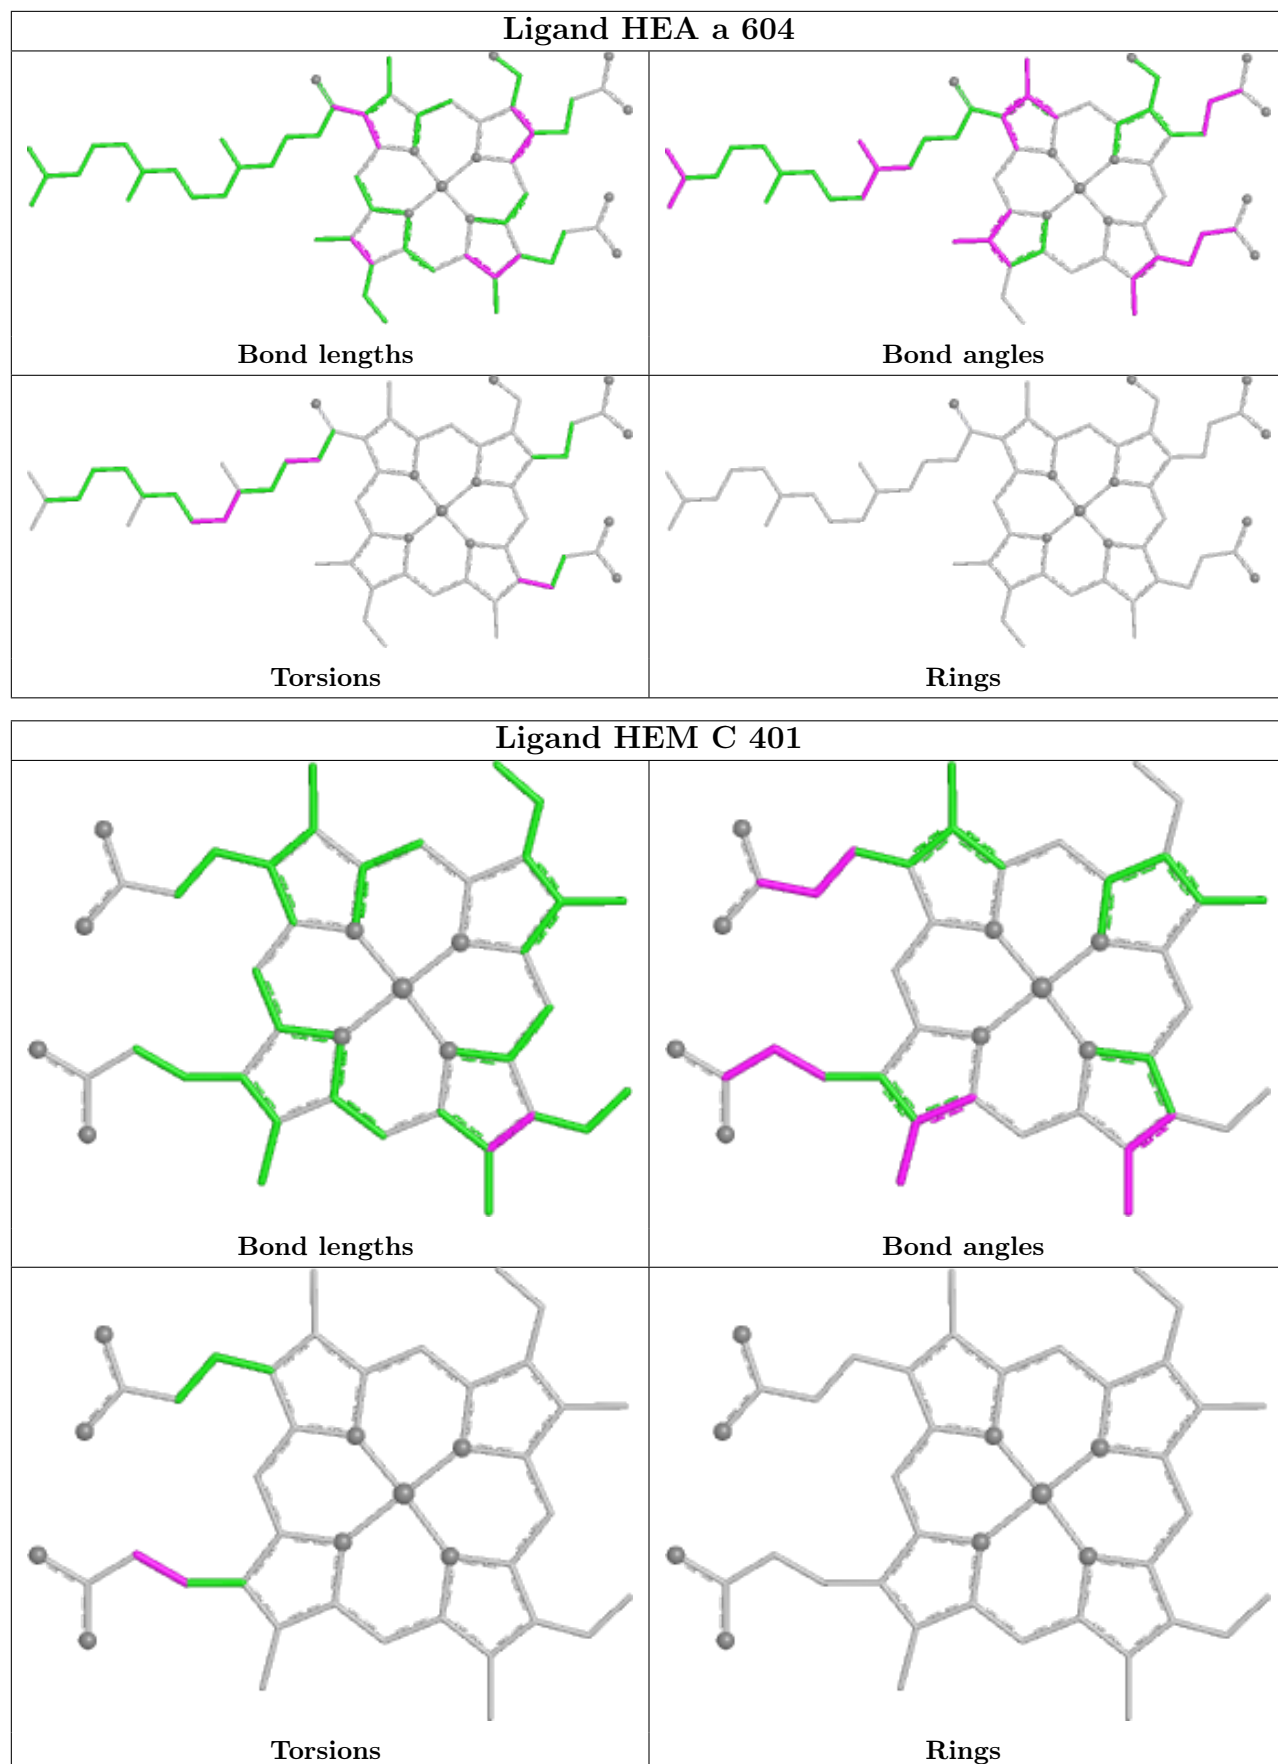 Ligand HEA a 604
Bond lengths
Bond angles
Torsions
Rings
Ligand HEM C 401
Bond lengths
Bond angles
Torsions
Rings